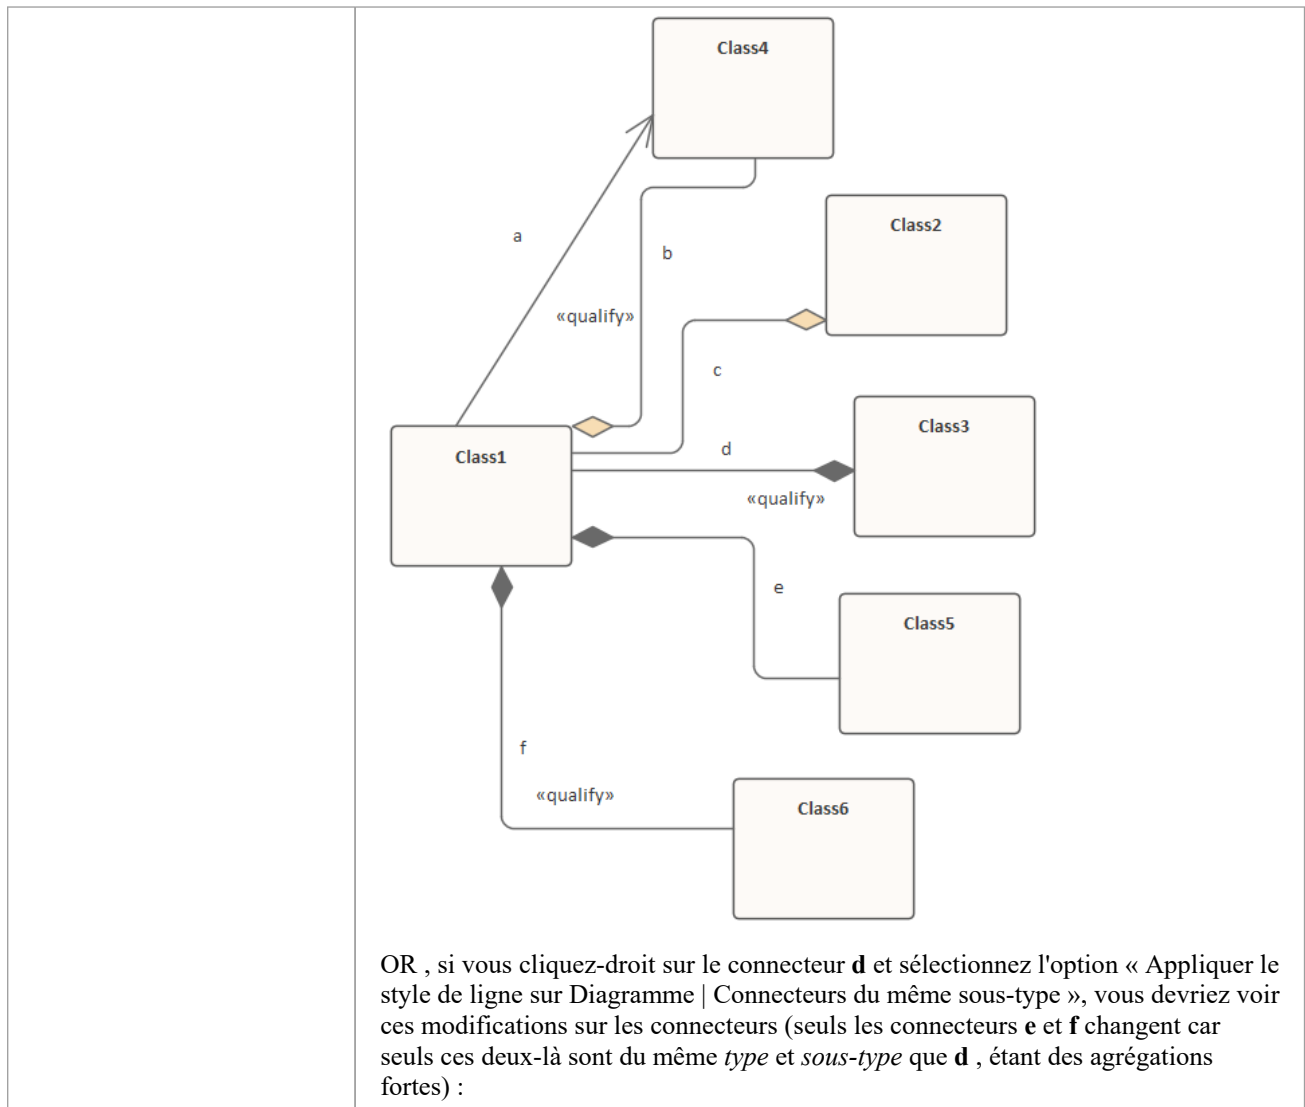 Class4
Class2
a
b
«qualify»
c
Class3
d
Class1
«qualify»
e
Class5
f
«qualify»
Class6
OR , si vous cliquez-droit sur le connecteur d et sélectionnez l'option « Appliquer le
style de ligne sur Diagramme | Connecteurs du même sous-type », vous devriez voir
ces modifications sur les connecteurs (seuls les connecteurs e et f changent car
seuls ces deux-là sont du même type et sous-type que d , étant des agrégations
fortes) :